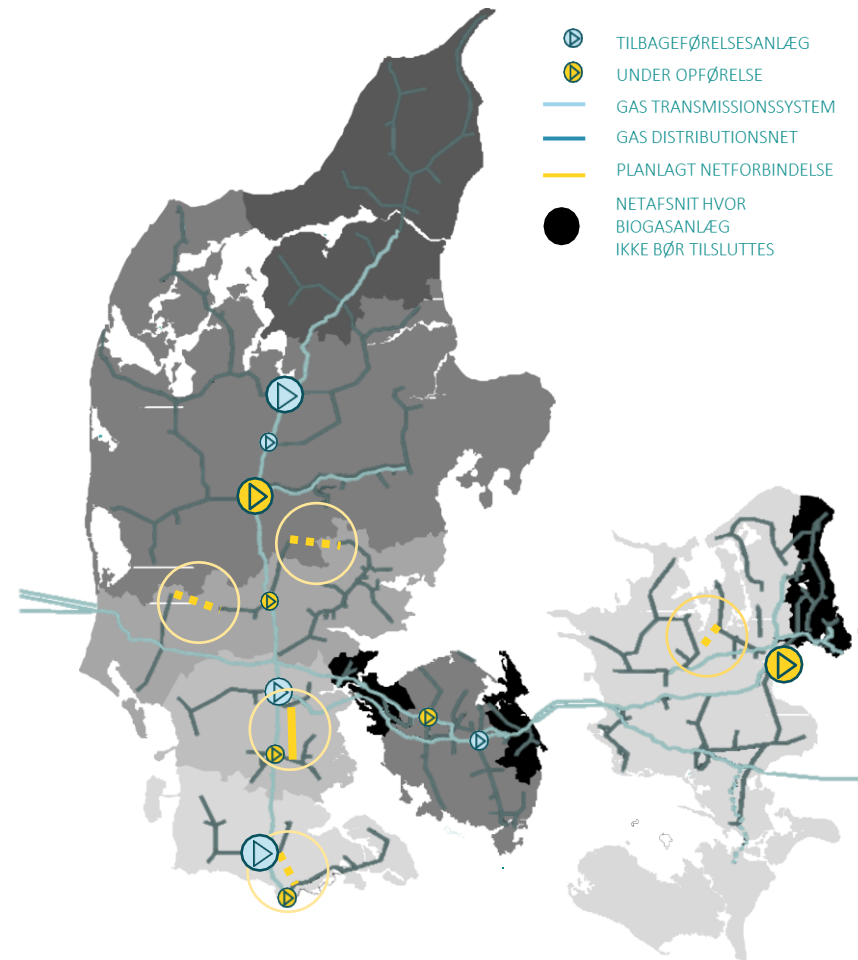 TILBAGEFØRELSESANLÆG
UNDER OPFØRELSE
GAS TRANSMISSIONSSYSTEM
GAS DISTRIBUTIONSNET
PLANLAGT NETFORBINDELSE
NETAFSNIT HVOR
BIOGASANLÆG
IKKE BØR TILSLUTTES